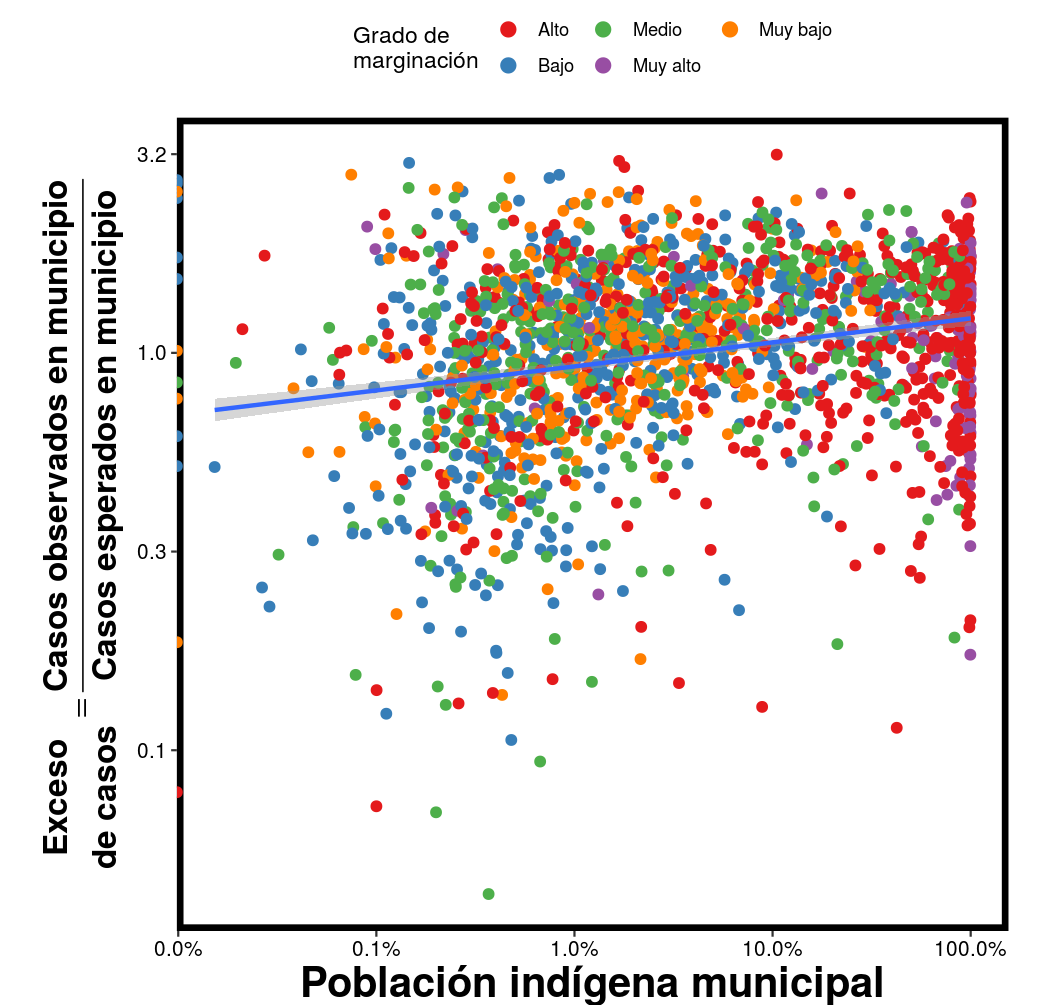 Grado de
marginación
Alto
Medio
Muy bajo
Bajo
Muy alto
Exceso
de casos
=
Casos observados en municipio
Casos esperados en municipio
3.2
1.0
0.3
0.1
0.0%
0.1%
1.0%
10.0%
100.0%
Población indígena municipal